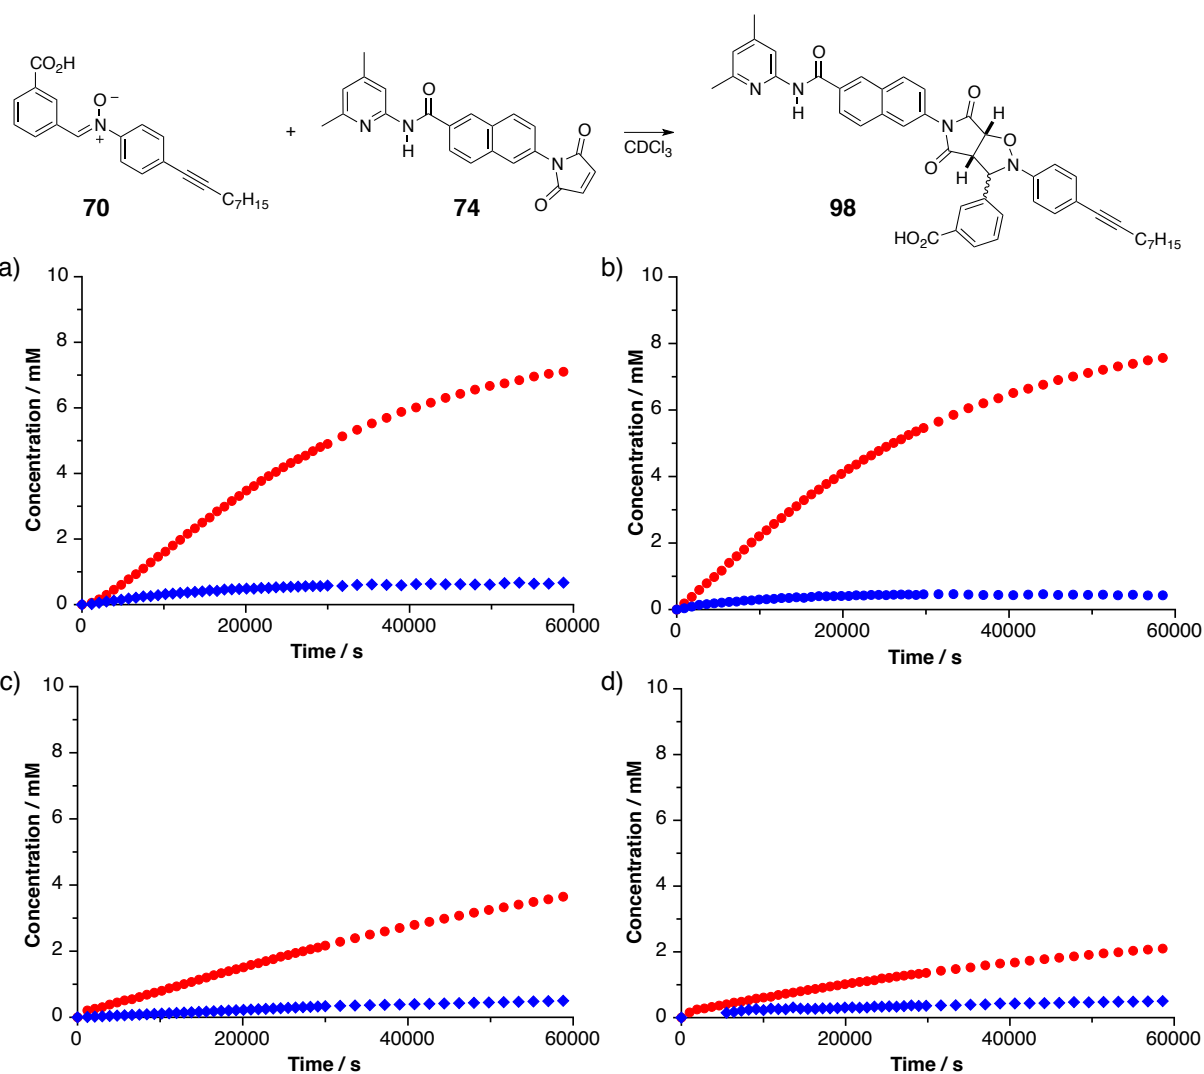 CO₂H
O⁻
N⁺
C₇H₁₅
70
+
N
N
H
O
N
O
O
74
CDCl₃
N
N
H
O
N
O
O
H
H
O
N
HO₂C
C₇H₁₅
98
a)
10
8
6
4
2
0
Concentration / mM
0 20000 40000 60000
Time / s
b)
10
8
6
4
2
0
Concentration / mM
0 20000 40000 60000
Time / s
c)
10
8
6
4
2
0
Concentration / mM
0 20000 40000 60000
Time / s
d)
10
8
6
4
2
0
Concentration / mM
0 20000 40000 60000
Time / s